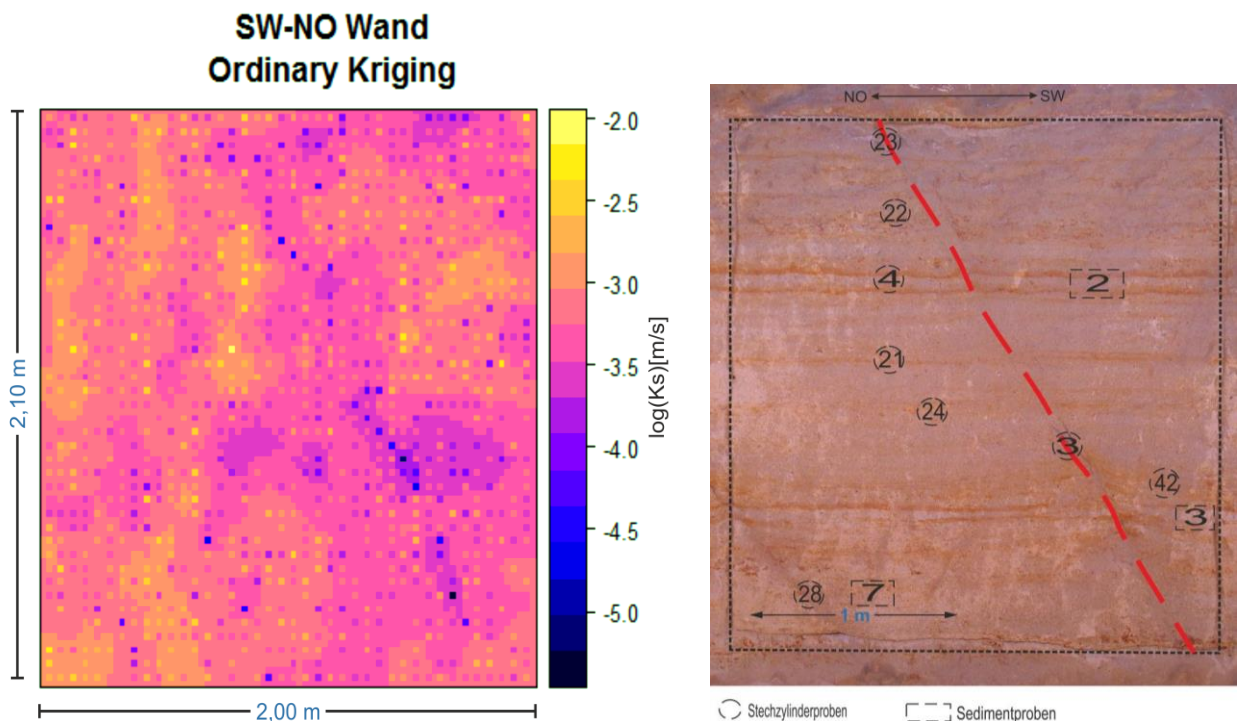 SW-NO Wand
Ordinary Kriging
2,10 m
2,00 m
-2.0
-2.5
-3.0
-3.5
-4.0
-4.5
-5.0
log(Ks)[m/s]
NO SW
23
22
4
2
21
24
3
42
3
28
7
1 m
Stechzylinderproben
Sedimentproben